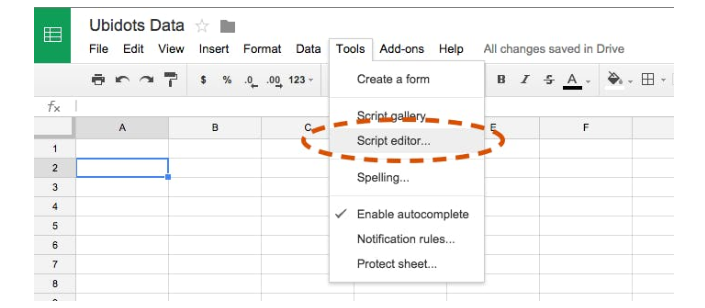 Ubidots Data
File Edit View Insert Format Data Tools Add-ons Help All changes saved in Drive
$ % .0 .00 123 B I S A
Create a form
Script gallery...
Script editor...
Spelling...
Enable autocomplete
Notification rules...
Protect sheet...
fx
A B C E F
1
2
3
4
5
6
7
8